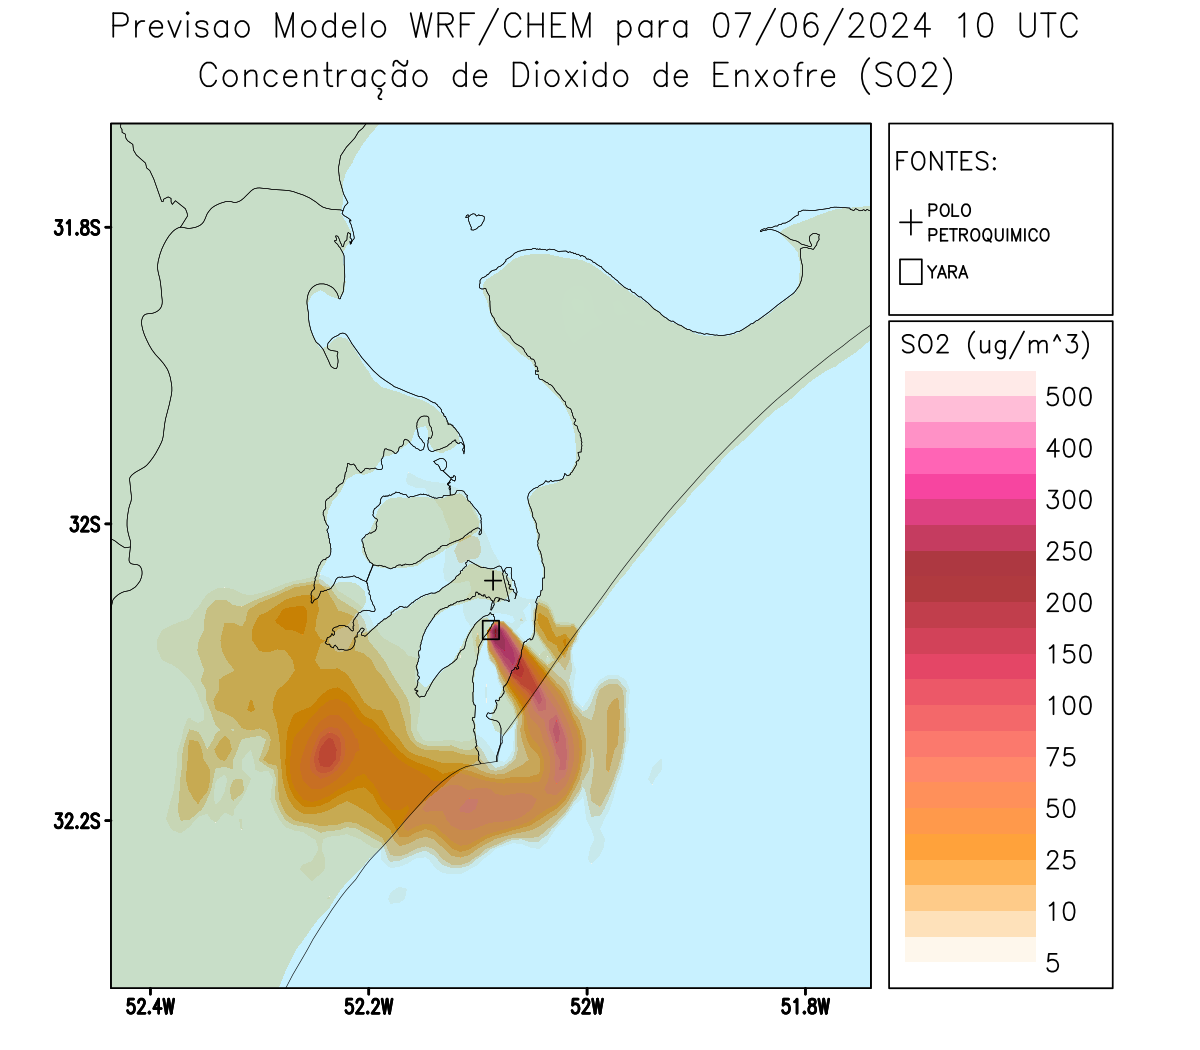 Previsao Modelo WRF/CHEM para 07/06/2024 10 UTC
Concentração de Dioxido de Enxofre (SO2)
FONTES:
POLO
PETROQUIMICO
YARA
SO2 (ug/m^3)
500
400
300
250
200
150
100
75
50
25
10
5
31.8S
32S
32.2S
52.4W
52.2W
52W
51.8W